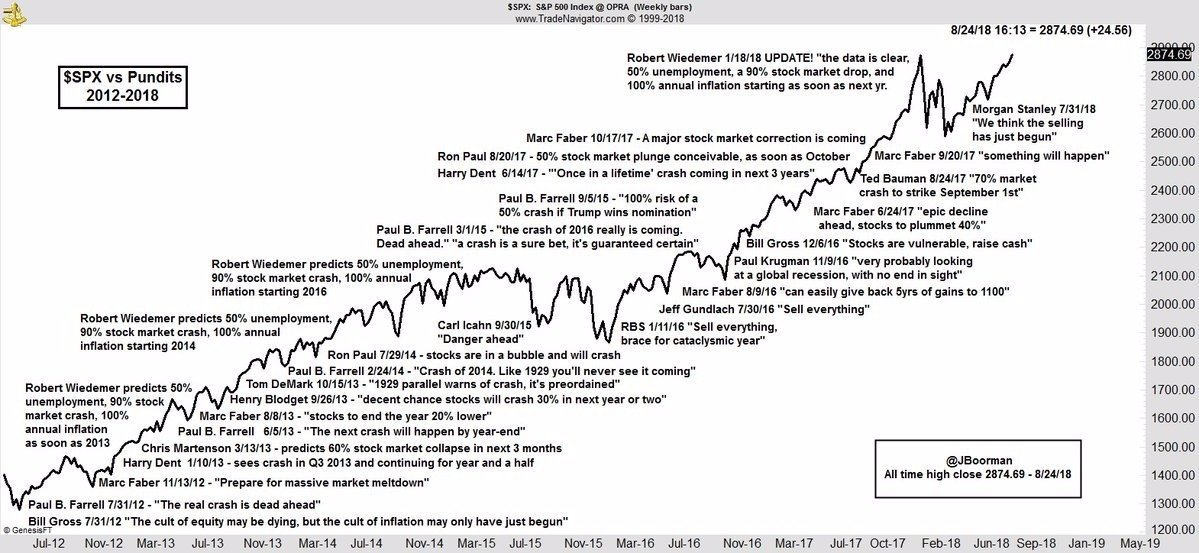 $SPX: S&P 500 Index @ OPRA (Weekly bars)
www.TradeNavigator.com © 1999-2018
8/24/18 16:13 = 2874.69 (+24.56)
$SPX vs Pundits
2012-2018
Robert Wiedemer 1/18/18 UPDATE! "the data is clear,
50% unemployment, a 90% stock market drop, and
100% annual inflation starting as soon as next yr.
Morgan Stanley 7/31/18
"We think the selling
has just begun"
Marc Faber 10/17/17 - A major stock market correction is coming
Ron Paul 8/20/17 - 50% stock market plunge conceivable, as soon as October
Marc Faber 9/20/17 "something will happen"
Harry Dent 6/14/17 - "'Once in a lifetime' crash coming in next 3 years"
Ted Bauman 8/24/17 "70% market
crash to strike September 1st"
Paul B. Farrell 9/5/15 - "100% risk of a
50% crash if Trump wins nomination"
Marc Faber 6/24/17 "epic decline
ahead, stocks to plummet 40%"
Paul B. Farrell 3/1/15 - "the crash of 2016 really is coming.
Dead ahead." "a crash is a sure bet, it's guaranteed certain"
Bill Gross 12/6/16 "Stocks are vulnerable, raise cash"
Robert Wiedemer predicts 50% unemployment,
90% stock market crash, 100% annual
inflation starting 2016
Paul Krugman 11/9/16 "very probably looking
at a global recession, with no end in sight"
Marc Faber 8/9/16 "can easily give back 5yrs of gains to 1100"
Jeff Gundlach 7/30/16 "Sell everything"
Robert Wiedemer predicts 50% unemployment,
90% stock market crash, 100% annual
inflation starting 2014
Carl Icahn 9/30/15
"Danger ahead"
RBS 1/11/16 "Sell everything,
brace for cataclysmic year"
Ron Paul 7/29/14 - stocks are in a bubble and will crash
Paul B. Farrell 2/24/14 - "Crash of 2014. Like 1929 you'll never see it coming"
Tom DeMark 10/15/13 - "1929 parallel warns of crash, it's preordained"
Robert Wiedemer predicts 50%
unemployment, 90% stock
market crash, 100%
annual inflation
as soon as 2013
Henry Blodget 9/26/13 - "decent chance stocks will crash 30% in next year or two"
Marc Faber 8/8/13 - "stocks to end the year 20% lower"
Paul B. Farrell 6/5/13 - "The next crash will happen by year-end"
Chris Martenson 3/13/13 - predicts 60% stock market collapse in next 3 months
Harry Dent 1/10/13 - sees crash in Q3 2013 and continuing for year and a half
Marc Faber 11/13/12 - "Prepare for massive market meltdown"
Paul B. Farrell 7/31/12 - "The real crash is dead ahead"
Bill Gross 7/31/12 "The cult of equity may be dying, but the cult of inflation may only have just begun"
@JBoorman
All time high close 2874.69 - 8/24/18
© GenesisFT
2900.00
2874.69
2800.00
2700.00
2600.00
2500.00
2400.00
2300.00
2200.00
2100.00
2000.00
1900.00
1800.00
1700.00
1600.00
1500.00
1400.00
1300.00
1200.00
Jul-12 Nov-12 Mar-13 Jul-13 Oct-13 Feb-14 Jul-14 Oct-14 Mar-15 Jul-15 Nov-15 Mar-16 Jul-16 Nov-16 Mar-17 Jul-17 Oct-17 Feb-18 Jun-18 Sep-18 Jan-19 May-19